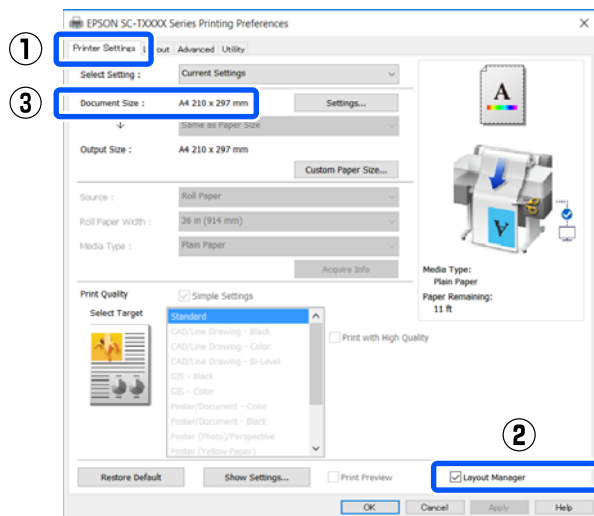 EPSON SC-TXXXX Series Printing Preferences
①
Printer Settings Layout Advanced Utility
Select Setting : Current Settings
③
Document Size : A4 210 x 297 mm Settings...
Same as Paper Size
Output Size : A4 210 x 297 mm
Custom Paper Size...
Source : Roll Paper
Roll Paper Width : 36 in (914 mm)
Media Type : Plain Paper
Acquire Info
A
A
Media Type:
Plain Paper
Paper Remaining:
11 ft
Print Quality Simple Settings
Select Target
Standard
CAD/Line Drawing - Black
CAD/Line Drawing - Color
CAD/Line Drawing - Bi-Level
GIS - Black
GIS - Color
Poster/Document - Color
Poster/Document - Black
Poster (Photo)/Perspective
Poster (Yellow Paper)
Print with High Quality
②
Restore Default Show Settings... Print Preview Layout Manager
OK Cancel Apply Help